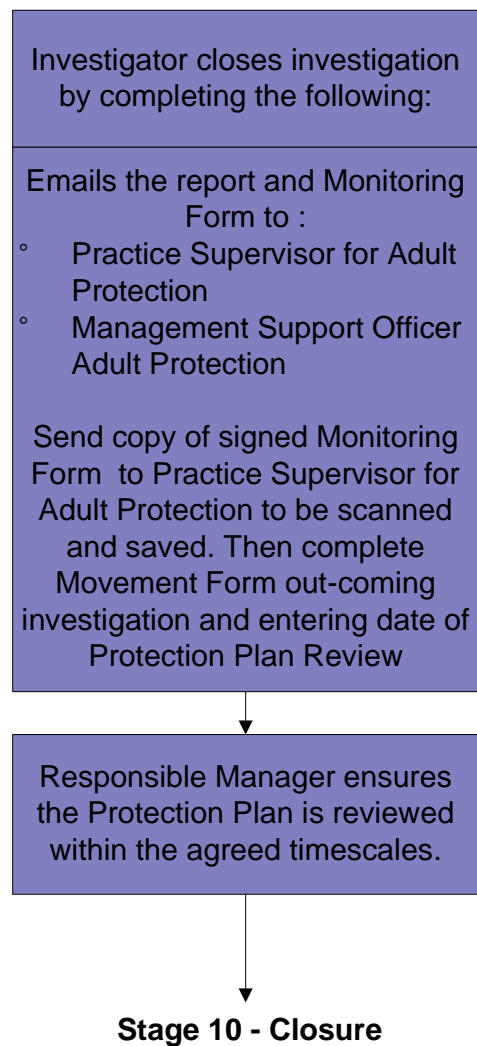 Investigator closes investigation
by completing the following:
Emails the report and Monitoring
Form to :
° Practice Supervisor for Adult
Protection
° Management Support Officer
Adult Protection
Send copy of signed Monitoring
Form to Practice Supervisor for
Adult Protection to be scanned
and saved. Then complete
Movement Form out-coming
investigation and entering date of
Protection Plan Review
Responsible Manager ensures
the Protection Plan is reviewed
within the agreed timescales.
Stage 10 - Closure